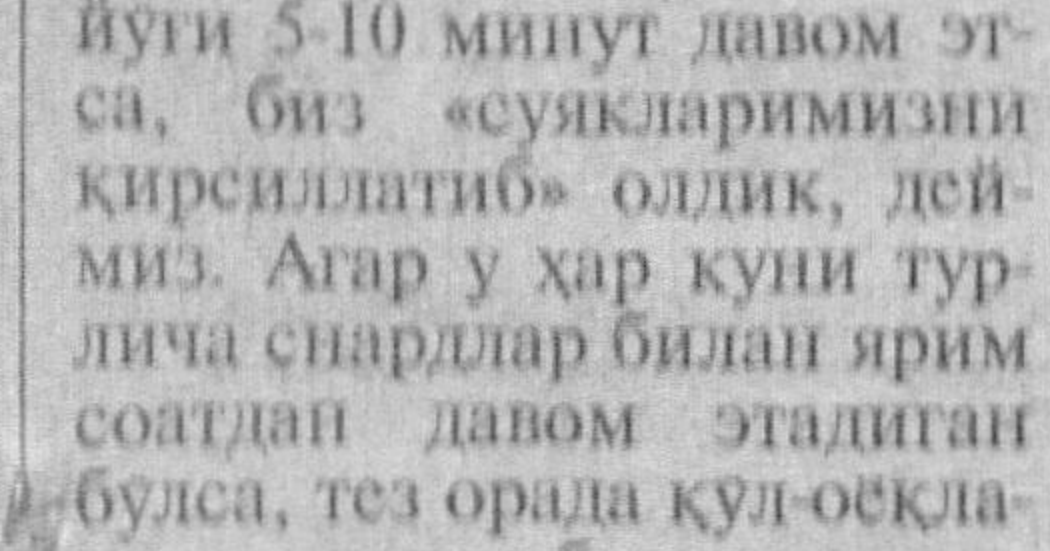 йўғи 5-10 минут давом эт-
са, биз «суякларимизни
қирсиллатиб» олдик, дей-
миз. Агар у ҳар куни тур-
лича снардлар билан ярим
соатдан давом этадиган
бўлса, тез орада қўл-оёқла-